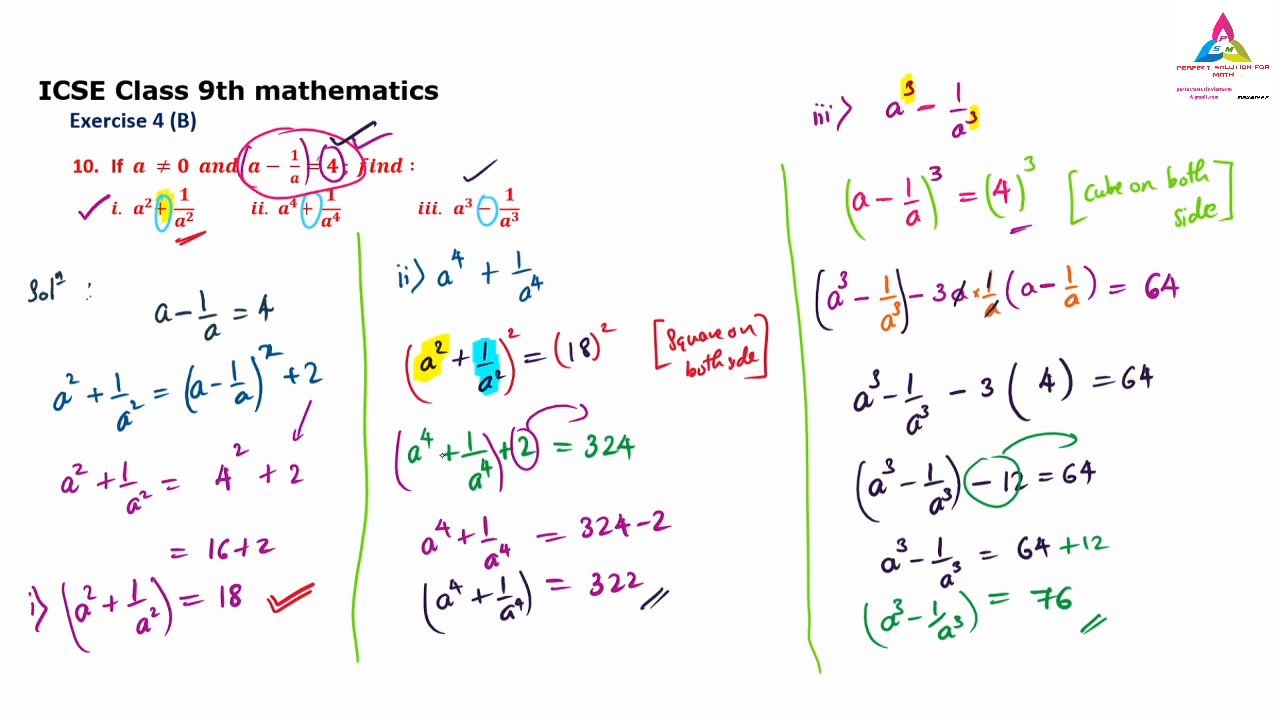 ICSE Class 9th mathematics
Exercise 4 (B)
10. If a ≠ 0 and (a − 1/a) = 4; find :
i. a² + 1/a² ii. a⁴ + 1/a⁴ iii. a³ − 1/a³
Solⁿ :
a − 1/a = 4
a² + 1/a² = (a − 1/a)² + 2
a² + 1/a² = 4² + 2
= 16 + 2
i) (a² + 1/a²) = 18
ii) a⁴ + 1/a⁴
(a² + 1/a²)² = (18)² [Square on
both side]
(a⁴ + 1/a⁴) + 2 = 324
a⁴ + 1/a⁴ = 324 − 2
(a⁴ + 1/a⁴) = 322
iii) a³ − 1/a³
(a − 1/a)³ = (4)³ [Cube on both
side]
(a³ − 1/a³) − 3a × 1/a (a − 1/a) = 64
a³ − 1/a³ − 3(4) = 64
(a³ − 1/a³) − 12 = 64
a³ − 1/a³ = 64 + 12
(a³ − 1/a³) = 76
P
S M
PERFECT SOLUTION FOR
MATH